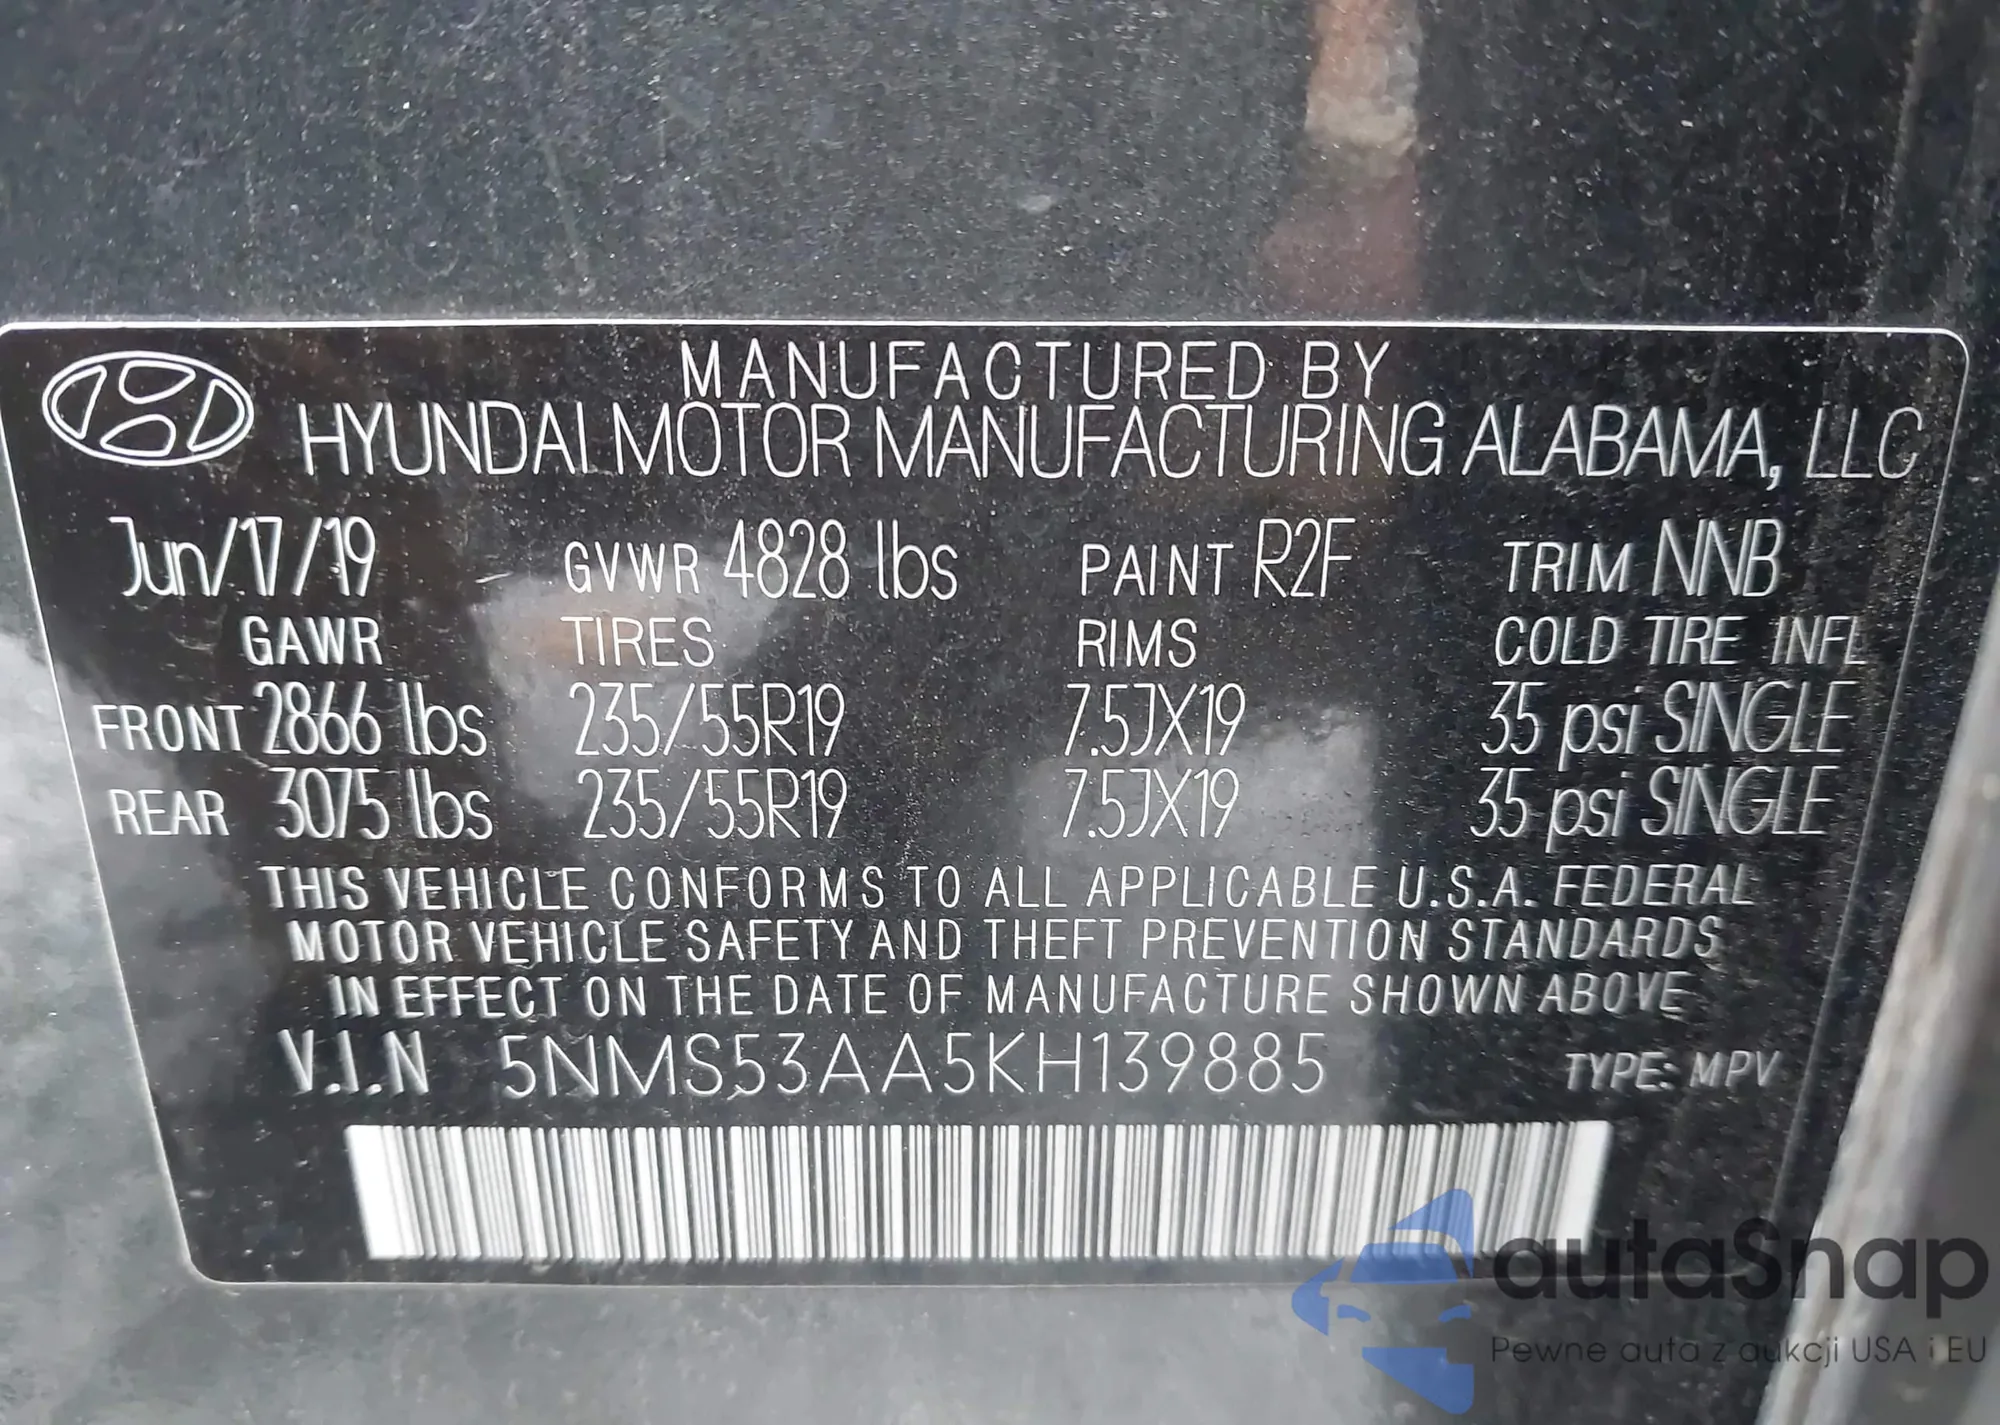 MANUFACTURED BY
HYUNDAI MOTOR MANUFACTURING ALABAMA, LLC
Jun/17/19 GVWR 4828 lbs PAINT R2F TRIM NNB
GAWR TIRES RIMS COLD TIRE INFL
FRONT 2866 lbs 235/55R19 7.5JX19 35 psi SINGLE
REAR 3075 lbs 235/55R19 7.5JX19 35 psi SINGLE
THIS VEHICLE CONFORMS TO ALL APPLICABLE U.S.A. FEDERAL
MOTOR VEHICLE SAFETY AND THEFT PREVENTION STANDARDS
IN EFFECT ON THE DATE OF MANUFACTURE SHOWN ABOVE
V.I.N 5NMS53AA5KH139885 TYPE: MPV
autaSnap
Pewne auta z aukcji USA i EU